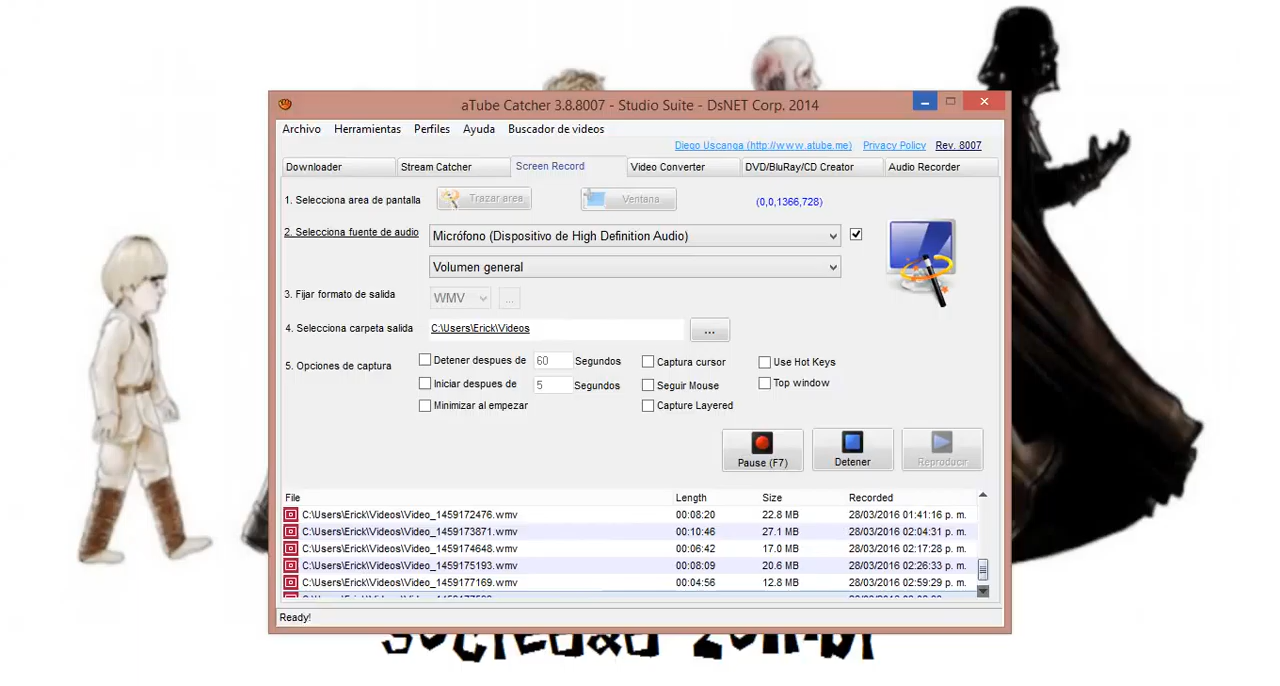 aTube Catcher 3.8.8007 - Studio Suite - DsNET Corp. 2014
Archivo Herramientas Perfiles Ayuda Buscador de videos
Diego Uscanga (http://www.atube.me) Privacy Policy Rev. 8007
Downloader Stream Catcher Screen Record Video Converter DVD/BluRay/CD Creator Audio Recorder
1. Selecciona area de pantalla Trazar area Ventana (0,0,1366,728)
2. Selecciona fuente de audio Micrófono (Dispositivo de High Definition Audio)
Volumen general
3. Fijar formato de salida WMV ...
4. Selecciona carpeta salida C:\Users\Erick\Videos ...
5. Opciones de captura
Detener despues de 60 Segundos Captura cursor Use Hot Keys
Iniciar despues de 5 Segundos Seguir Mouse Top window
Minimizar al empezar Capture Layered
Pause (F7) Detener Reproducir
File Length Size Recorded
C:\Users\Erick\Videos\Video_1459172476.wmv 00:08:20 22.8 MB 28/03/2016 01:41:16 p. m.
C:\Users\Erick\Videos\Video_1459173871.wmv 00:10:46 27.1 MB 28/03/2016 02:04:31 p. m.
C:\Users\Erick\Videos\Video_1459174648.wmv 00:06:42 17.0 MB 28/03/2016 02:17:28 p. m.
C:\Users\Erick\Videos\Video_1459175193.wmv 00:08:09 20.6 MB 28/03/2016 02:26:33 p. m.
C:\Users\Erick\Videos\Video_1459177169.wmv 00:04:56 12.8 MB 28/03/2016 02:59:29 p. m.
Ready!